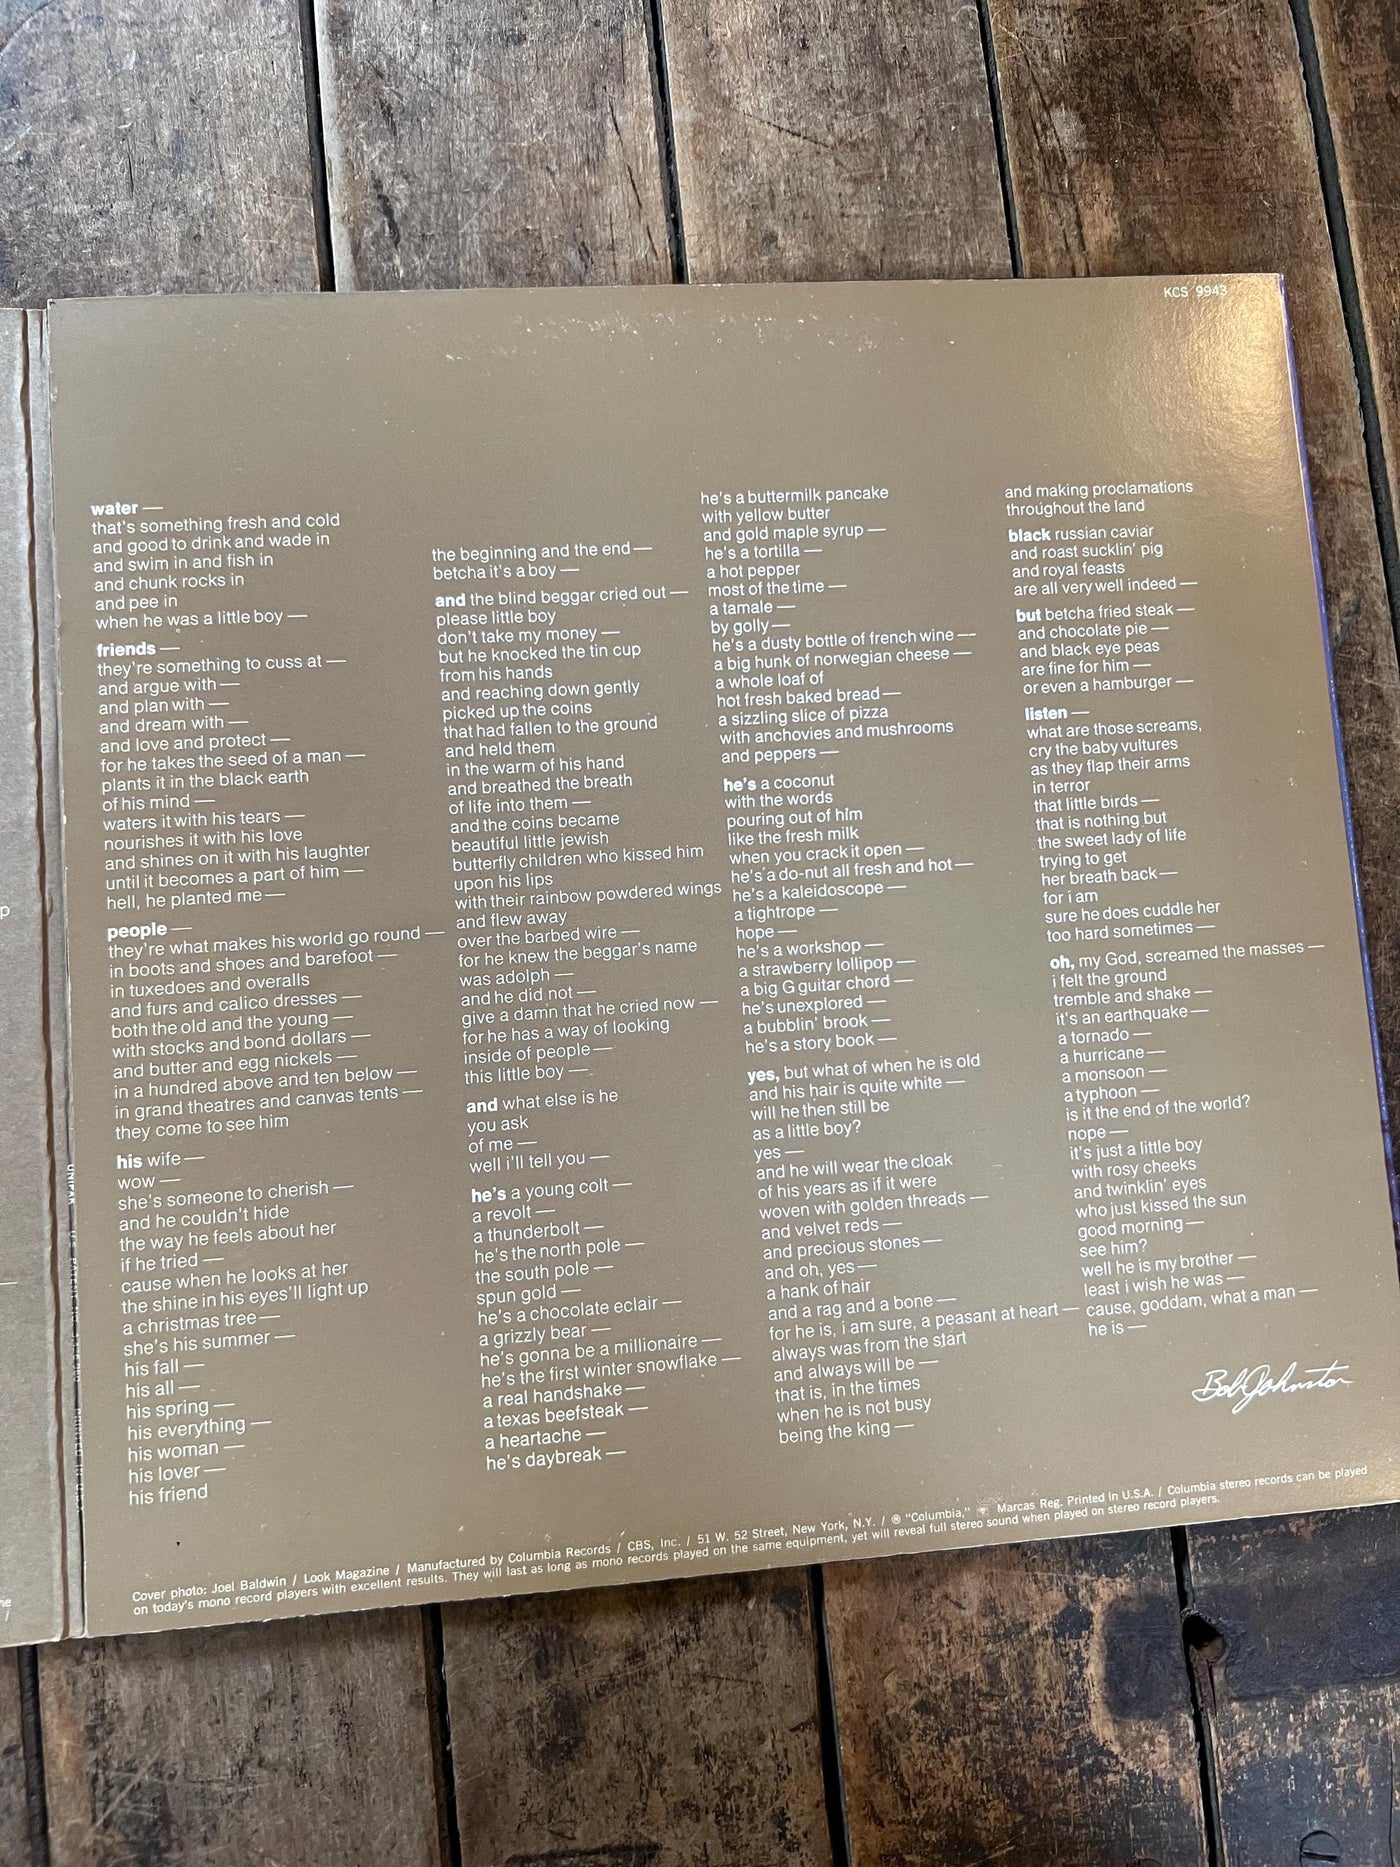 KCS 9943
water —
that's something fresh and cold
and good to drink and wade in
and swim in and fish in
and chunk rocks in
and pee in
when he was a little boy —
friends —
they're something to cuss at —
and argue with —
and plan with —
and dream with —
and love and protect —
for he takes the seed of a man —
plants it in the black earth
of his mind —
waters it with his tears —
nourishes it with his love
and shines on it with his laughter
until it becomes a part of him —
hell, he planted me —
people —
they're what makes his world go round —
in boots and shoes and barefoot —
in tuxedoes and overalls
and furs and calico dresses —
both the old and the young —
with stocks and bond dollars —
and butter and egg nickels —
in a hundred above and ten below —
in grand theatres and canvas tents —
they come to see him
his wife —
wow —
she's someone to cherish —
and he couldn't hide
the way he feels about her
if he tried —
cause when he looks at her
the shine in his eyes'll light up
a christmas tree —
she's his summer —
his fall —
his all —
his spring —
his everything —
his woman —
his lover —
his friend
the beginning and the end —
betcha it's a boy —
and the blind beggar cried out —
please little boy
don't take my money —
but he knocked the tin cup
from his hands
and reaching down gently
picked up the coins
that had fallen to the ground
and held them
in the warm of his hand
and breathed the breath
of life into them —
and the coins became
beautiful little jewish
butterfly children who kissed him
upon his lips
with their rainbow powdered wings
and flew away
over the barbed wire —
for he knew the beggar's name
was adolph —
and he did not —
give a damn that he cried now —
for he has a way of looking
inside of people —
this little boy —
and what else is he
you ask
of me —
well i'll tell you —
he's a young colt —
a revolt —
a thunderbolt —
he's the north pole —
the south pole —
spun gold —
he's a chocolate eclair —
a grizzly bear —
he's gonna be a millionaire —
he's the first winter snowflake —
a real handshake —
a texas beefsteak —
a heartache —
he's daybreak —
he's a buttermilk pancake
with yellow butter
and gold maple syrup —
he's a tortilla —
a hot pepper
most of the time —
a tamale —
by golly —
he's a dusty bottle of french wine —
a big hunk of norwegian cheese —
a whole loaf of
hot fresh baked bread —
a sizzling slice of pizza
with anchovies and mushrooms
and peppers —
he's a coconut
with the words
pouring out of him
like the fresh milk
when you crack it open —
he's a do-nut all fresh and hot —
he's a kaleidoscope —
a tightrope —
hope —
he's a workshop —
a strawberry lollipop —
a big G guitar chord —
he's unexplored —
a bubblin' brook —
he's a story book —
yes, but what of when he is old
and his hair is quite white —
will he then still be
as a little boy?
yes —
and he will wear the cloak
of his years as if it were
woven with golden threads —
and velvet reds —
and precious stones —
and oh, yes —
a hank of hair
and a rag and a bone —
for he is, i am sure, a peasant at heart —
always was from the start
and always will be —
that is, in the times
when he is not busy
being the king —
and making proclamations
throughout the land
black russian caviar
and roast sucklin' pig
and royal feasts
are all very well indeed —
but betcha fried steak —
and chocolate pie —
and black eye peas
are fine for him —
or even a hamburger —
listen —
what are those screams,
cry the baby vultures
as they flap their arms
in terror
that little birds —
that is nothing but
the sweet lady of life
trying to get
her breath back —
for i am
sure he does cuddle her
too hard sometimes —
oh, my God, screamed the masses —
i felt the ground
tremble and shake —
it's an earthquake —
a tornado —
a hurricane —
a monsoon —
a typhoon —
is it the end of the world?
nope —
it's just a little boy
with rosy cheeks
and twinklin' eyes
who just kissed the sun
good morning —
see him?
well he is my brother —
least i wish he was —
cause, goddam, what a man —
he is —
Bob Johnston
Cover photo: Joel Baldwin / Look Magazine / Manufactured by Columbia Records / CBS, Inc. / 51 W. 52 Street, New York, N.Y. / ® "Columbia," Marcas Reg. Printed in U.S.A. / Columbia stereo records can be played
on today's mono record players with excellent results. They will last as long as mono records played on the same equipment, yet will reveal full stereo sound when played on stereo record players.